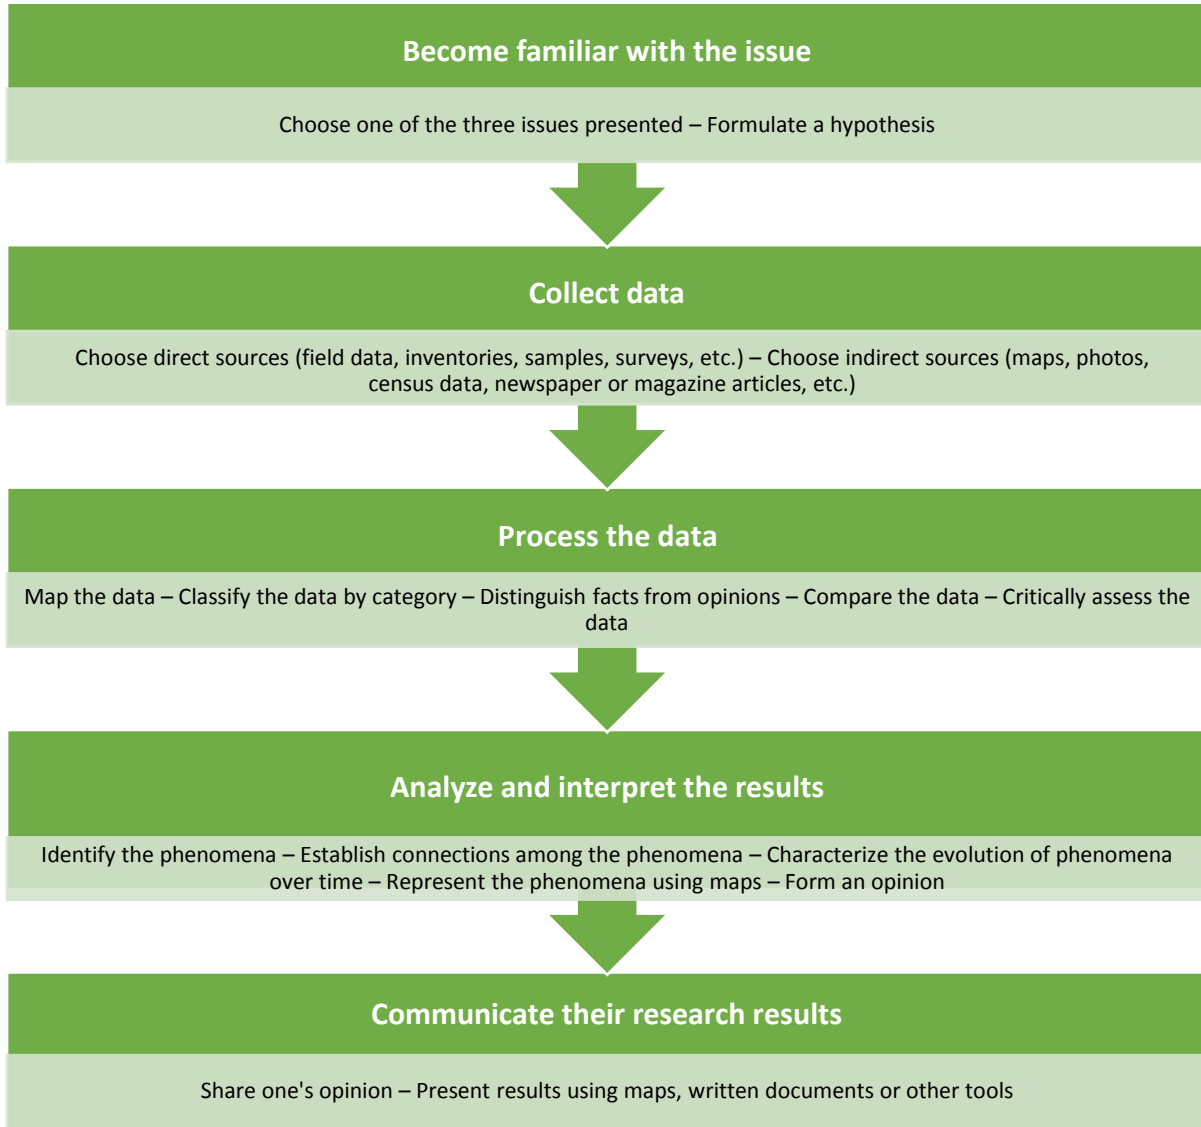 Become familiar with the issue
Choose one of the three issues presented – Formulate a hypothesis
Collect data
Choose direct sources (field data, inventories, samples, surveys, etc.) – Choose indirect sources (maps, photos,
census data, newspaper or magazine articles, etc.)
Process the data
Map the data – Classify the data by category – Distinguish facts from opinions – Compare the data – Critically assess the
data
Analyze and interpret the results
Identify the phenomena – Establish connections among the phenomena – Characterize the evolution of phenomena
over time – Represent the phenomena using maps – Form an opinion
Communicate their research results
Share one's opinion – Present results using maps, written documents or other tools